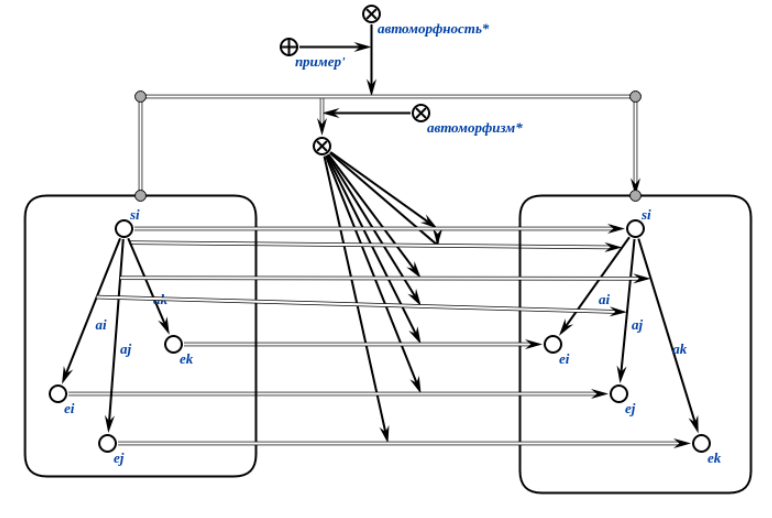 автоморфность*
пример'
автоморфизм*
si
si
ak
ai
ai
aj
aj
ak
ek
ei
ei
ej
ej
ek